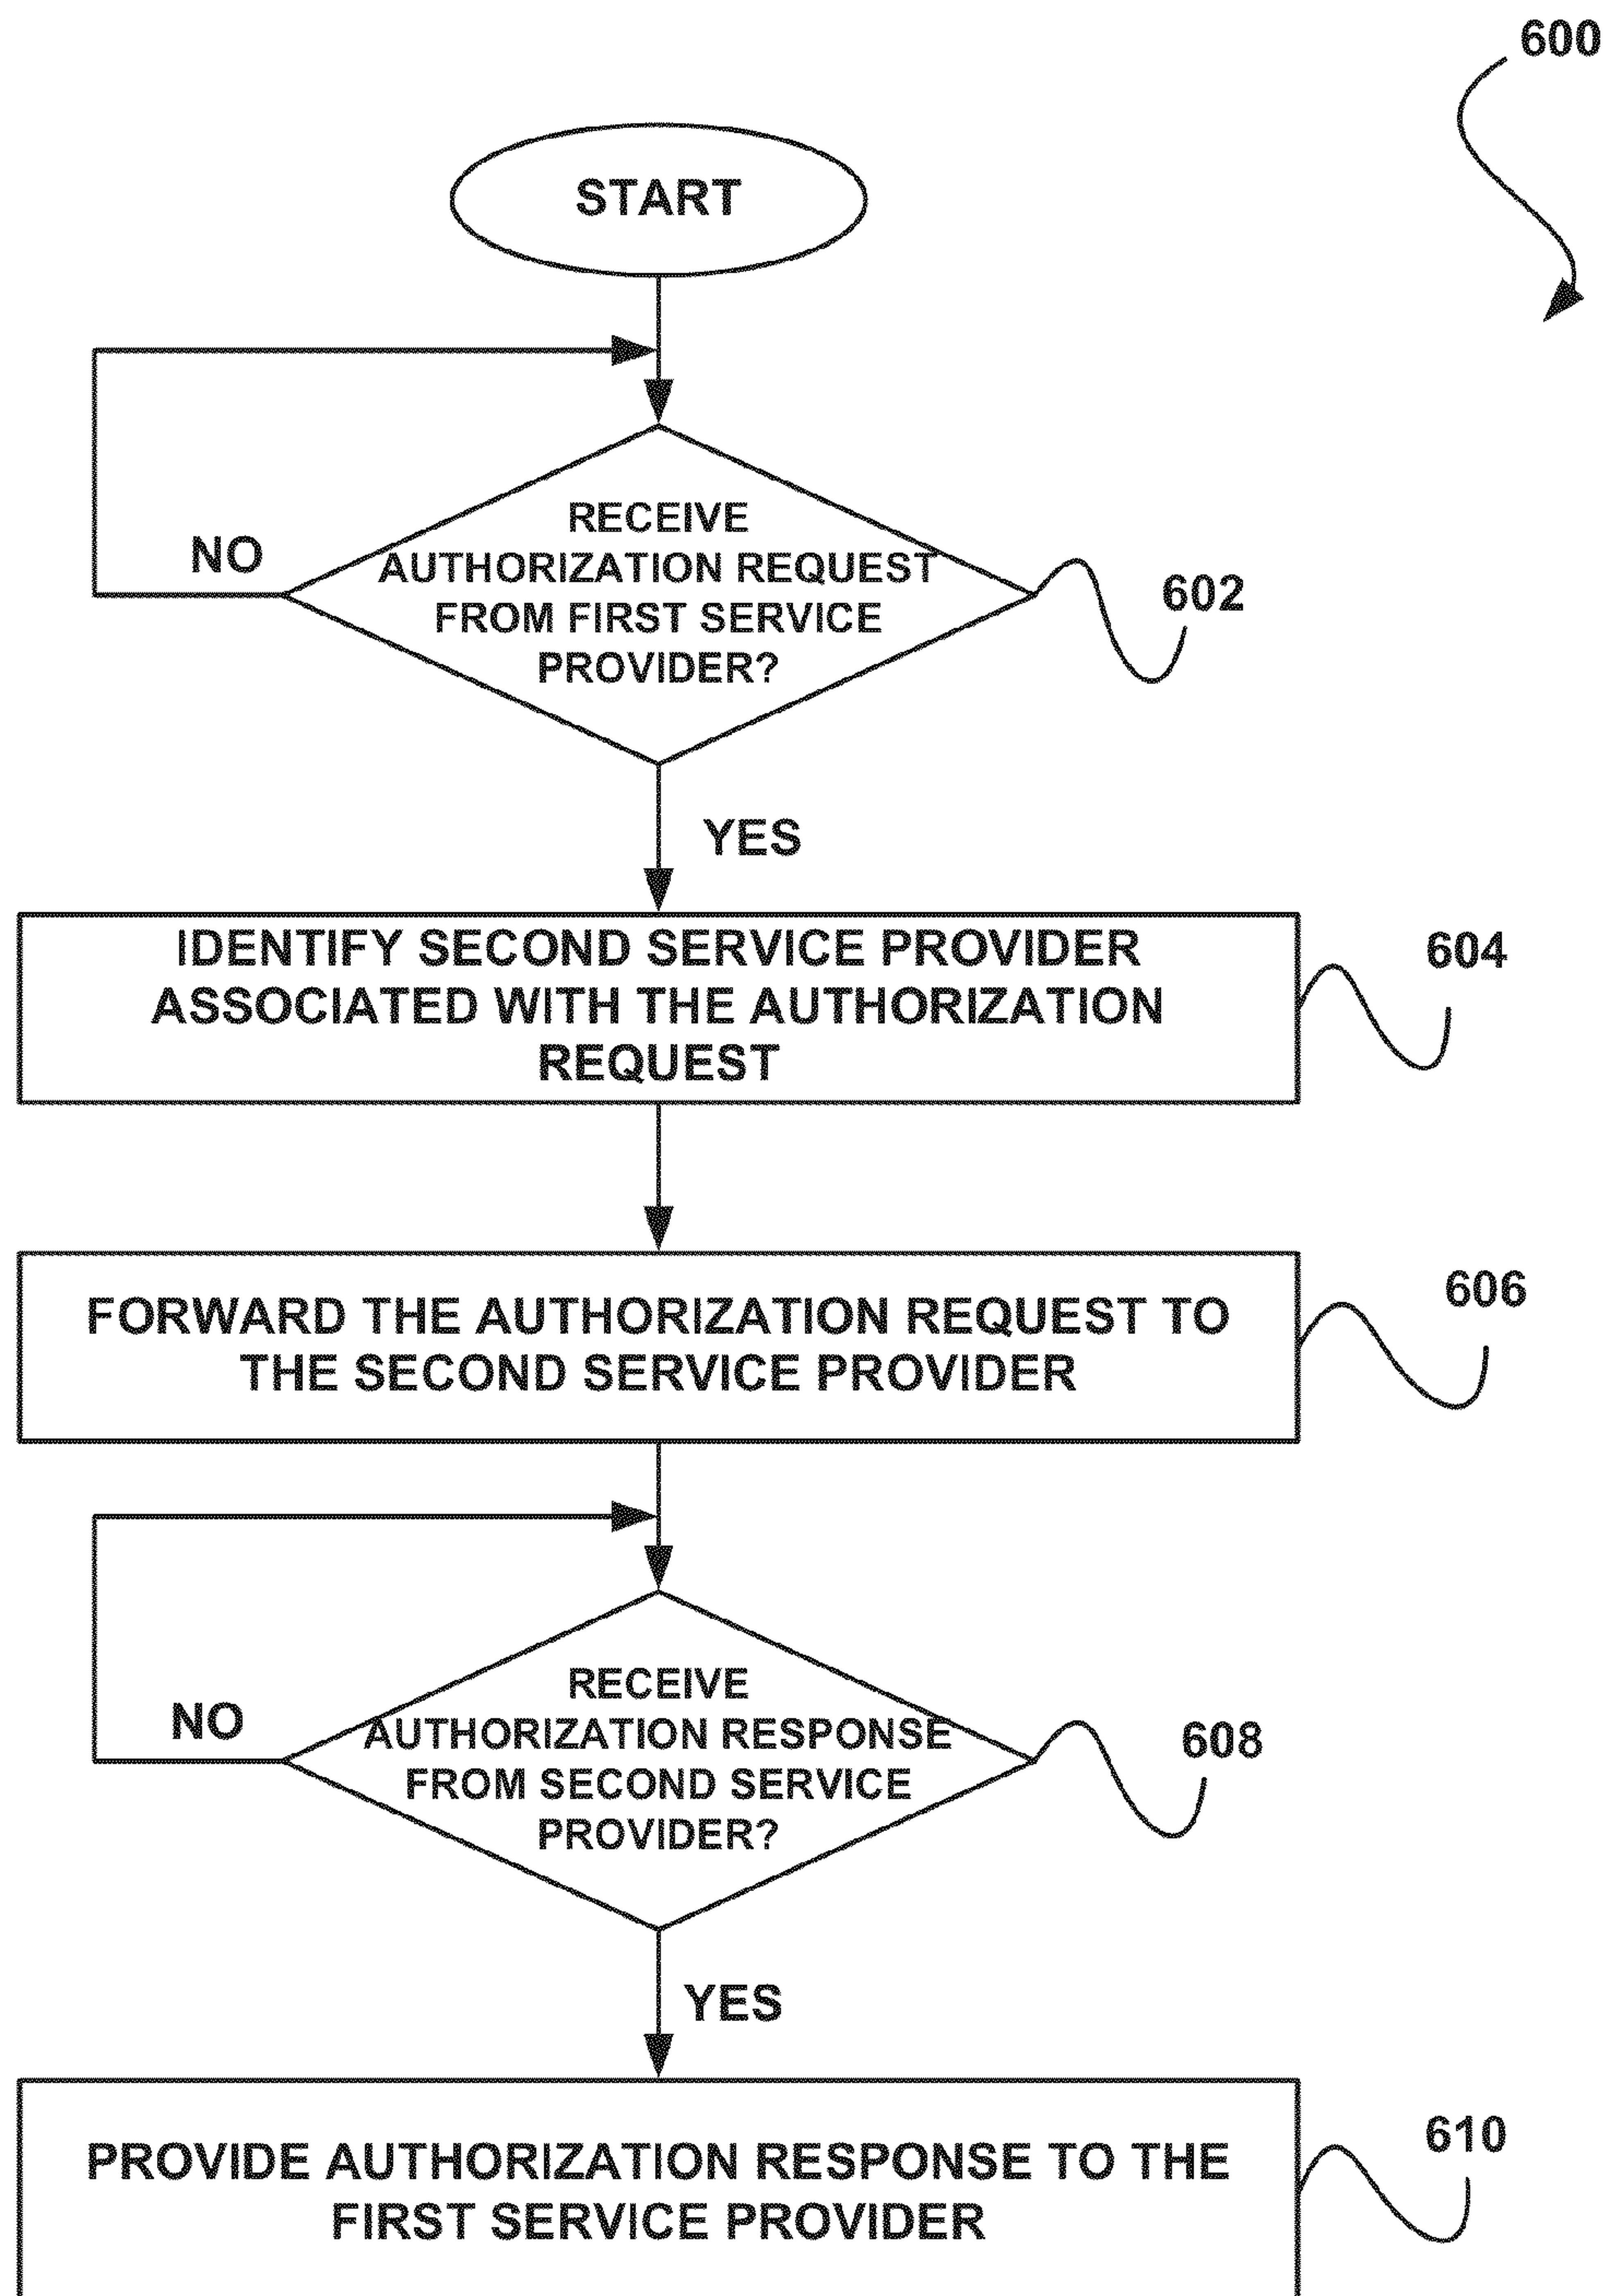 600
START
RECEIVE
AUTHORIZATION REQUEST
FROM FIRST SERVICE
PROVIDER?
NO
602
YES
IDENTIFY SECOND SERVICE PROVIDER
ASSOCIATED WITH THE AUTHORIZATION
REQUEST
604
FORWARD THE AUTHORIZATION REQUEST TO
THE SECOND SERVICE PROVIDER
606
RECEIVE
AUTHORIZATION RESPONSE
FROM SECOND SERVICE
PROVIDER?
NO
608
YES
PROVIDE AUTHORIZATION RESPONSE TO THE
FIRST SERVICE PROVIDER
610